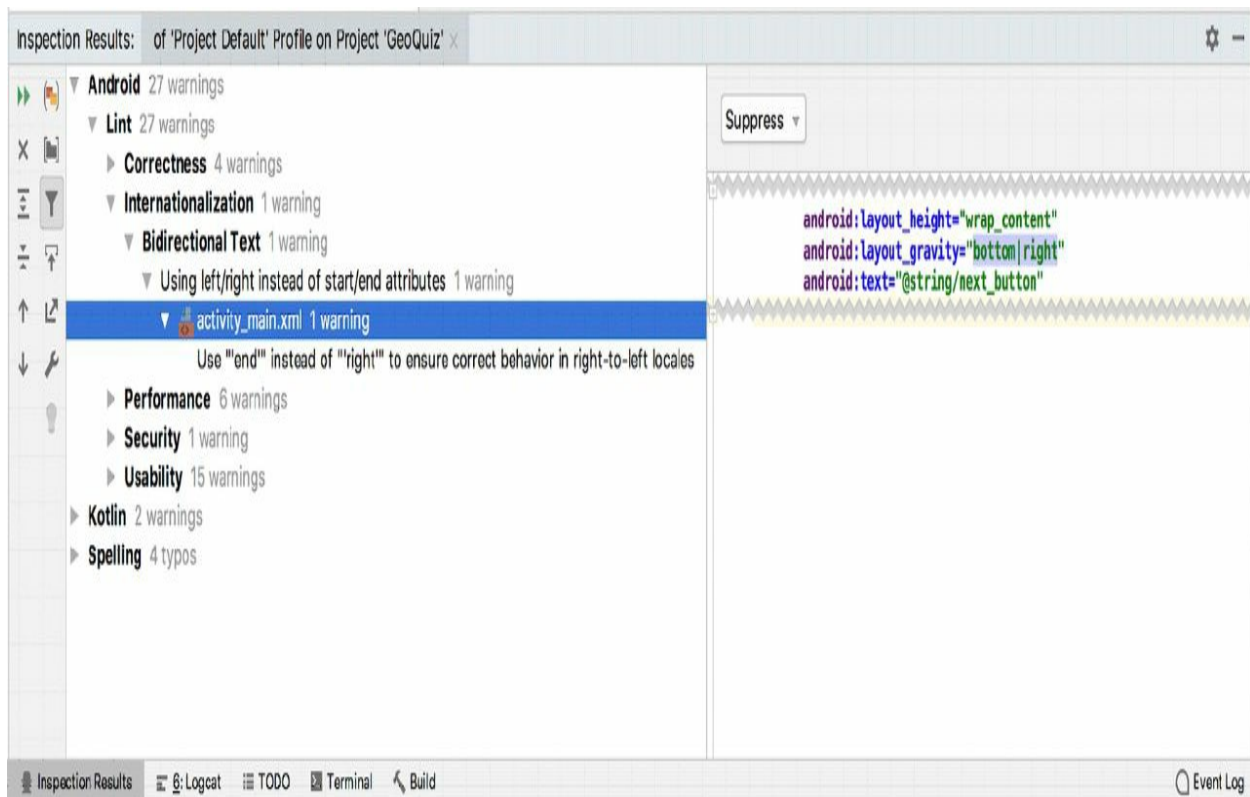 Inspection Results: of 'Project Default' Profile on Project 'GeoQuiz'
Android 27 warnings
Lint 27 warnings
Correctness 4 warnings
Internationalization 1 warning
Bidirectional Text 1 warning
Using left/right instead of start/end attributes 1 warning
activity_main.xml 1 warning
Use "'end'" instead of "'right'" to ensure correct behavior in right-to-left locales
Performance 6 warnings
Security 1 warning
Usability 15 warnings
Kotlin 2 warnings
Spelling 4 typos
Suppress
android:layout_height="wrap_content"
android:layout_gravity="bottom|right"
android:text="@string/next_button"
Inspection Results 6: Logcat TODO Terminal Build Event Log